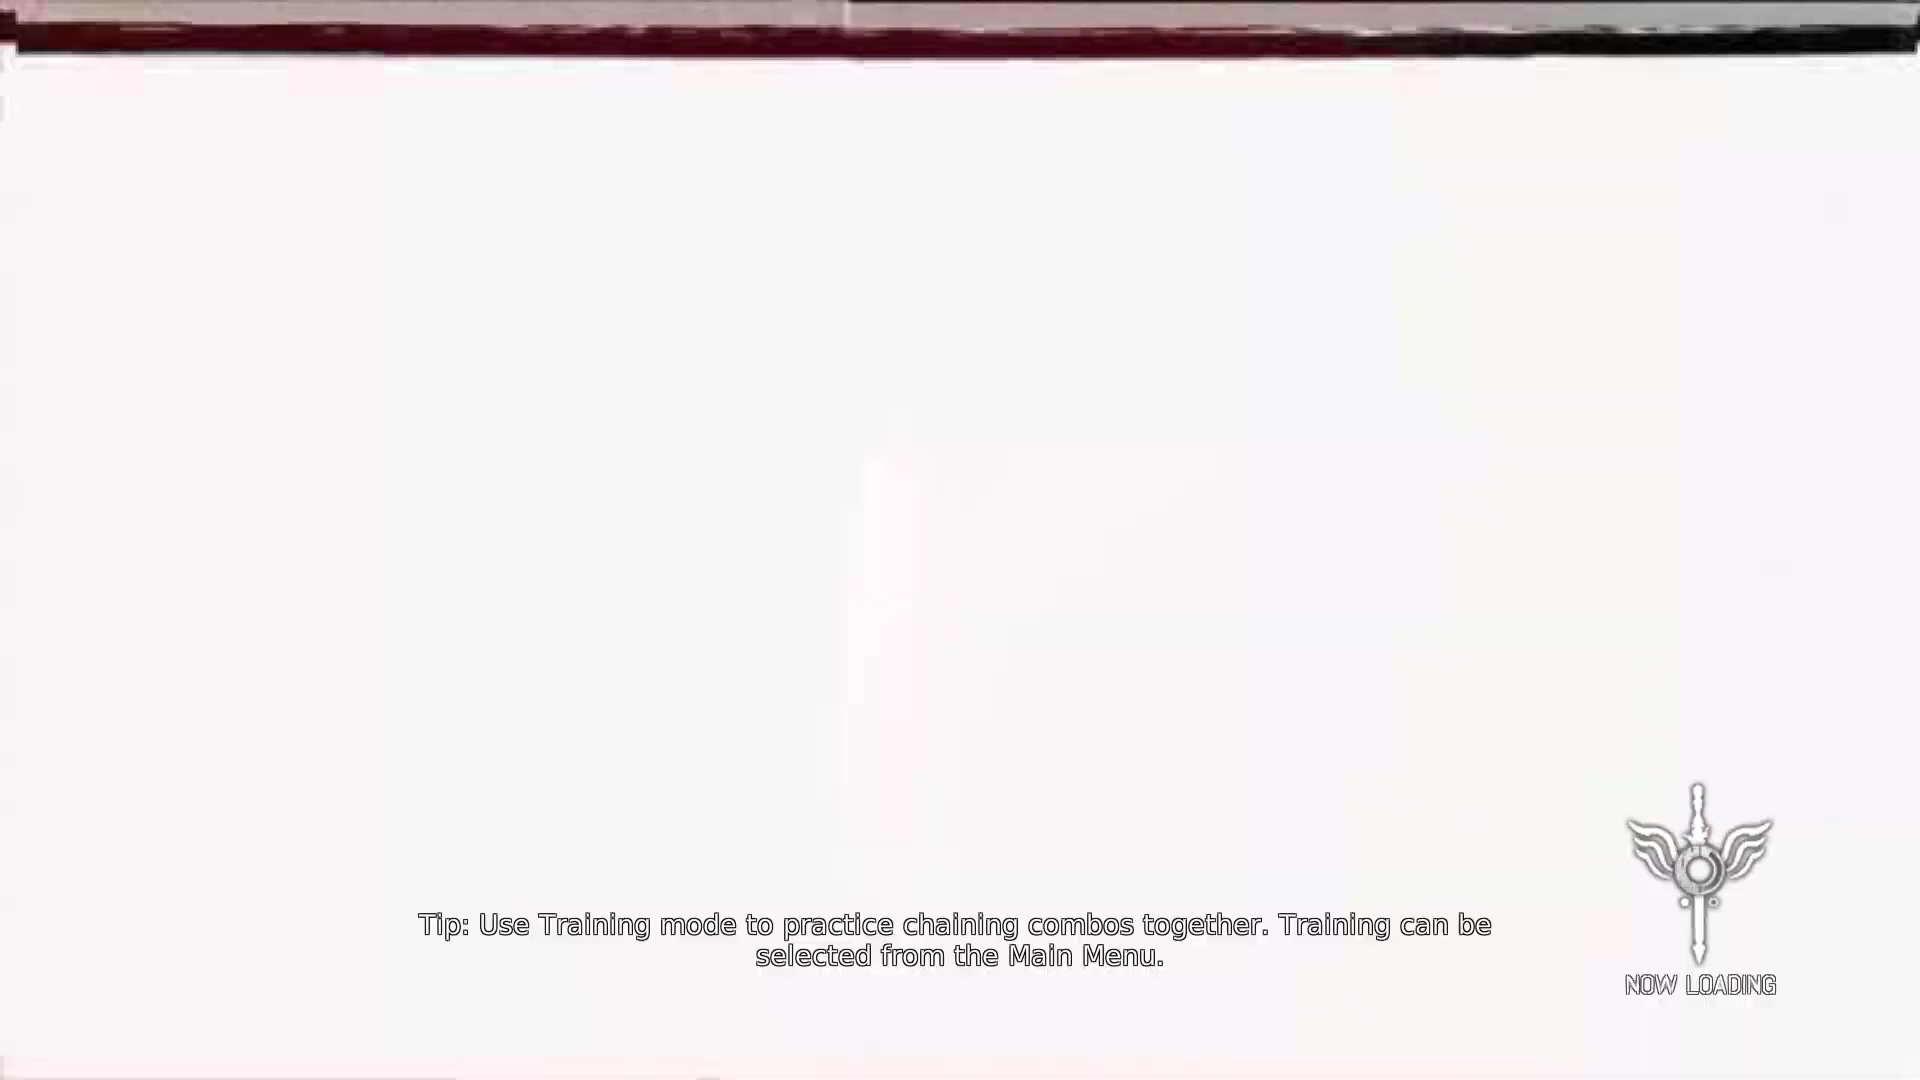 Tip: Use Training mode to practice chaining combos together. Training can be
selected from the Main Menu.
NOW LOADING